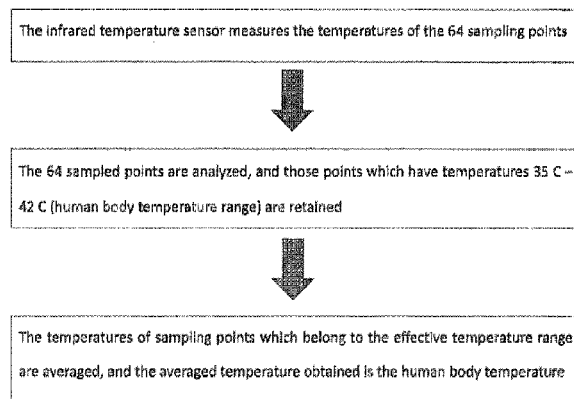 The infrared temperature sensor measures the temperatures of the 64 sampling points
The 64 sampled points are analyzed, and those points which have temperatures 35 C –
42 C (human body temperature range) are retained
The temperatures of sampling points which belong to the effective temperature range
are averaged, and the averaged temperature obtained is the human body temperature